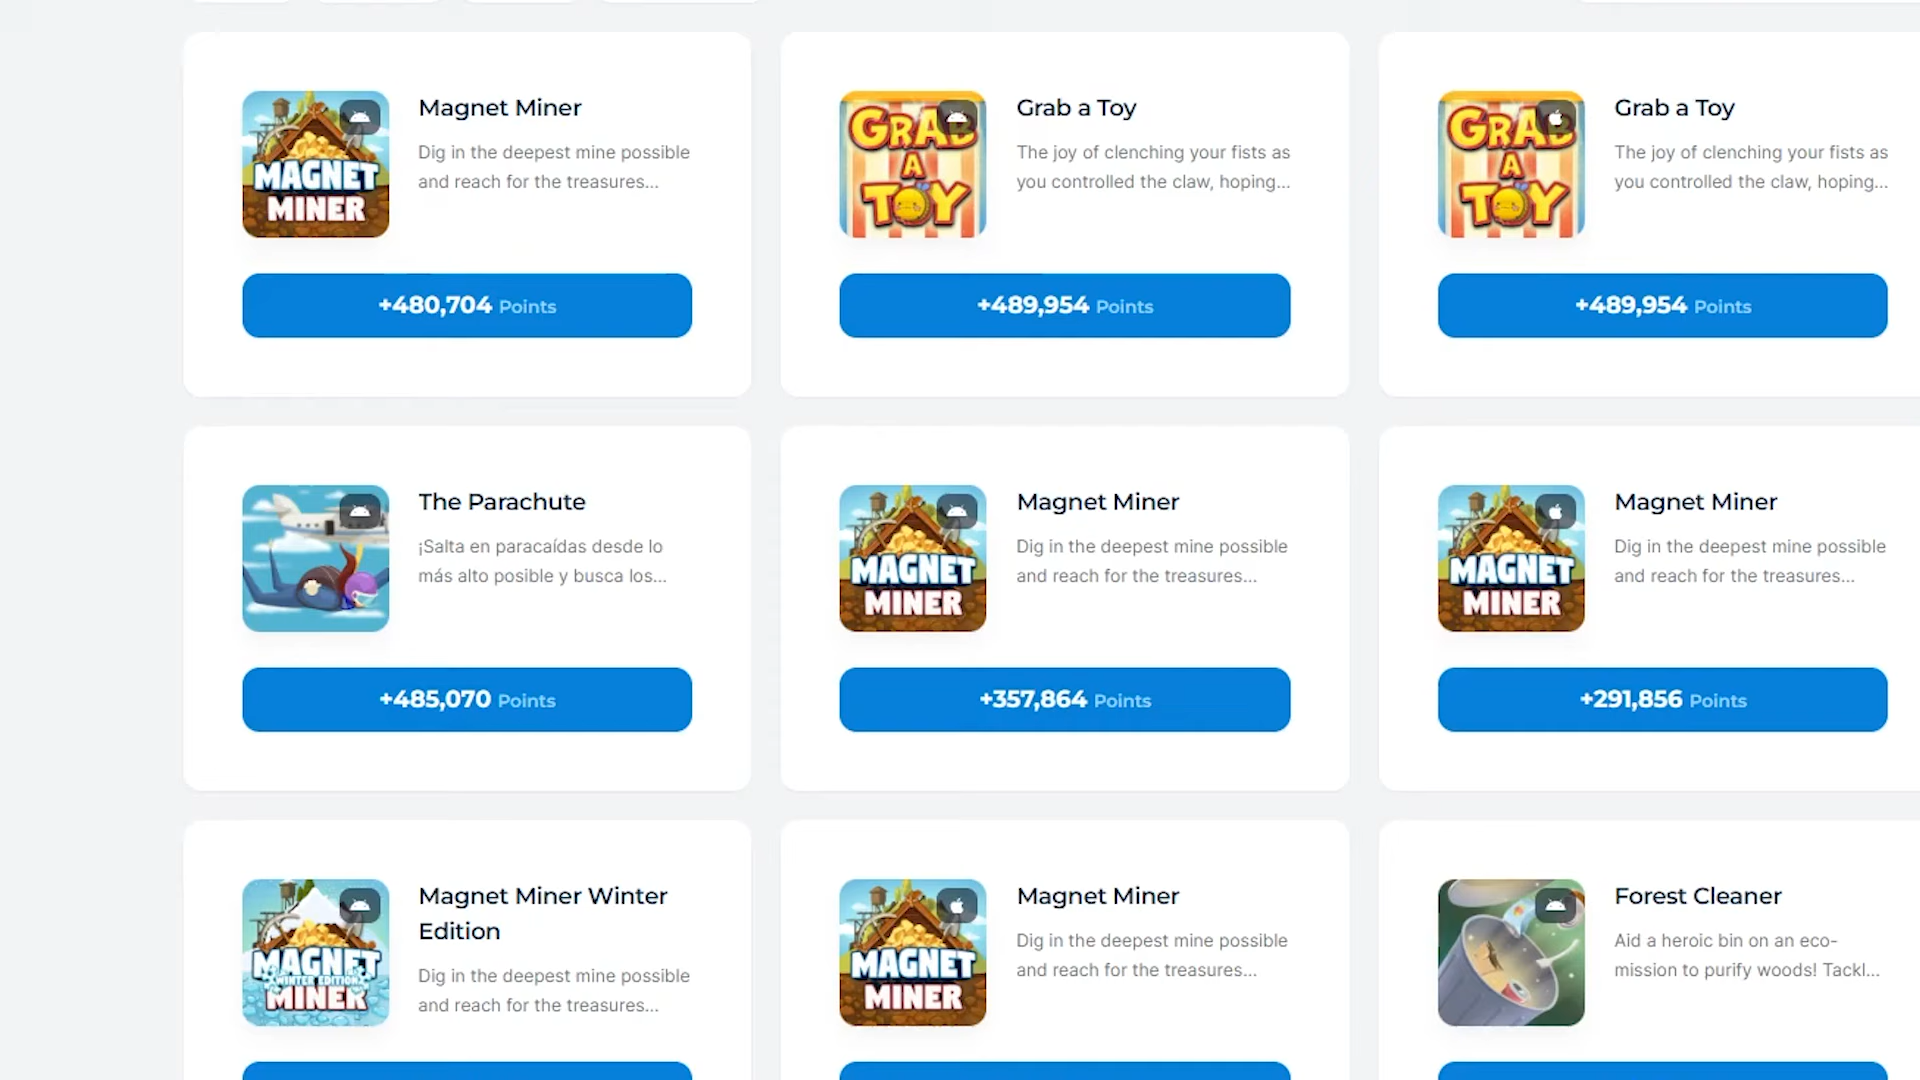 MAGNET
MINER
Magnet Miner
Dig in the deepest mine possible
and reach for the treasures...
+480,704 Points
GRAB
A
TOY
Grab a Toy
The joy of clenching your fists as
you controlled the claw, hoping...
+489,954 Points
GRAB
A
TOY
Grab a Toy
The joy of clenching your fists as
you controlled the claw, hoping...
+489,954 Points
The Parachute
¡Salta en paracaídas desde lo
más alto posible y busca los...
+485,070 Points
MAGNET
MINER
Magnet Miner
Dig in the deepest mine possible
and reach for the treasures...
+357,864 Points
MAGNET
MINER
Magnet Miner
Dig in the deepest mine possible
and reach for the treasures...
+291,856 Points
MAGNET
WINTER EDITION
MINER
Magnet Miner Winter
Edition
Dig in the deepest mine possible
and reach for the treasures...
MAGNET
MINER
Magnet Miner
Dig in the deepest mine possible
and reach for the treasures...
Forest Cleaner
Aid a heroic bin on an eco-
mission to purify woods! Tackl...